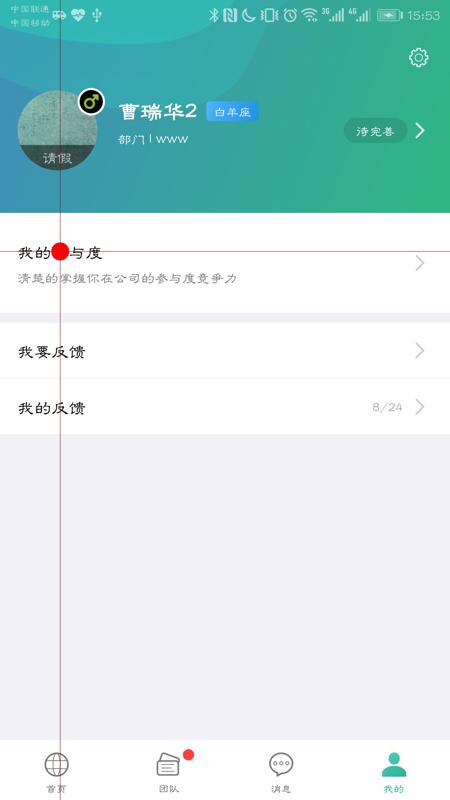 中国联通
中国移动
3G
4G
15:53
曹瑞华2
白羊座
部门 | www
待完善
请假
我的 与度
清楚的掌握你在公司的参与度竞争力
我要反馈
我的反馈
8/24
首页
团队
消息
我的